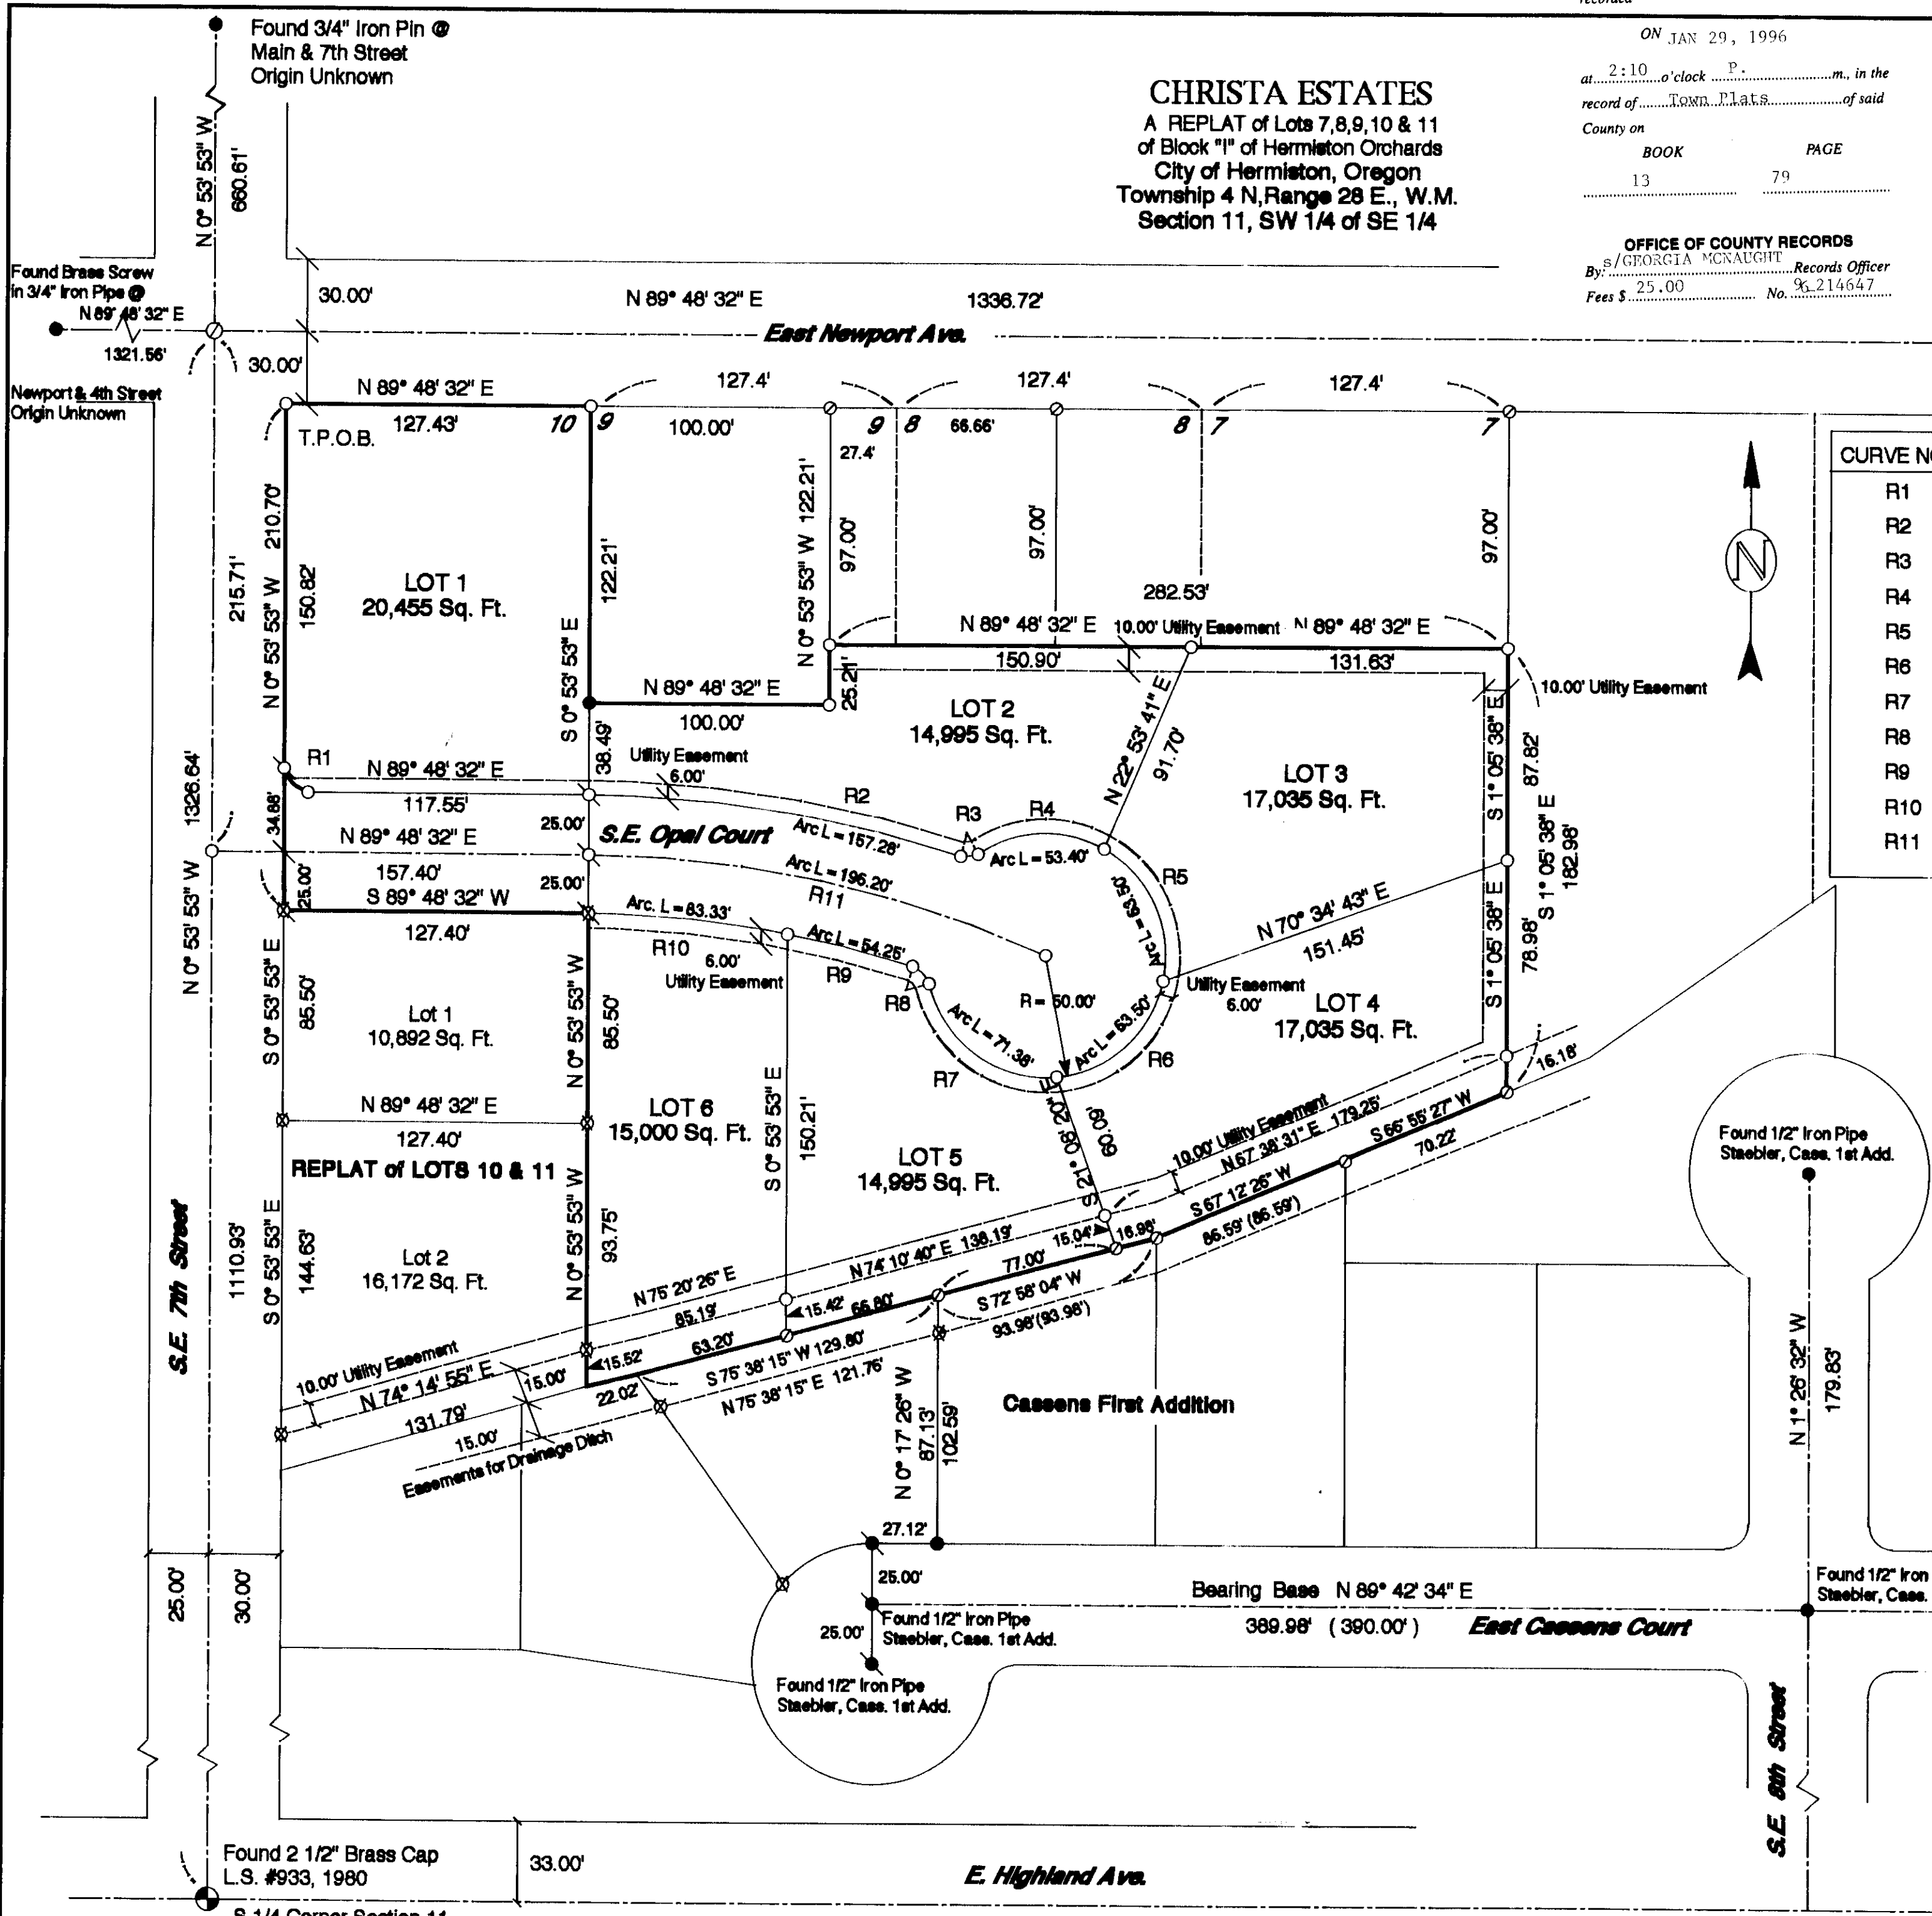 recorded
ON JAN 29, 1996
at 2:10 o'clock P. m., in the
record of Town Plats of said
County on
BOOK PAGE
13 79
OFFICE OF COUNTY RECORDS
By: s/GEORGIA MCNAUGHT Records Officer
Fees $ 25.00 No. 96-214647
Found 3/4" Iron Pin @
Main & 7th Street
Origin Unknown
CHRISTA ESTATES
A REPLAT of Lots 7,8,9,10 & 11
of Block "I" of Hermiston Orchards
City of Hermiston, Oregon
Township 4 N,Range 28 E., W.M.
Section 11, SW 1/4 of SE 1/4
N 0° 53' 53" W
660.61'
Found Brass Screw
in 3/4" Iron Pipe @
N 89° 48' 32" E
1321.56'
Newport & 4th Street
Origin Unknown
30.00'
N 89° 48' 32" E
1336.72'
East Newport Ave.
30.00'
N 89° 48' 32" E
127.43'
T.P.O.B.
10 9
127.4'
127.4'
127.4'
100.00'
9 8
66.66'
8 7
7
27.4'
CURVE NO
R1
R2
R3
R4
R5
R6
R7
R8
R9
R10
R11
N
215.71'
N 0° 53' 53" W 210.70'
150.82'
LOT 1
20,455 Sq. Ft.
122.21'
S 0° 53' 53" E
N 0° 53' 53" W 122.21'
97.00'
97.00'
97.00'
282.53'
N 89° 48' 32" E
10.00' Utility Easement
N 89° 48' 32" E
150.90'
131.63'
25.21'
N 89° 48' 32" E
100.00'
LOT 2
14,995 Sq. Ft.
N 22° 53' 41" E
91.70'
LOT 3
17,035 Sq. Ft.
10.00' Utility Easement
S 1° 05' 38" E
87.82'
S 1° 05' 38" E
182.98'
38.49'
Utility Easement
6.00'
R1
N 89° 48' 32" E
117.55'
34.88'
25.00'
R2
R3
R4
R5
Arc L = 157.28'
Arc L = 53.40'
Arc L = 63.50'
S.E. Opal Court
N 89° 48' 32" E
157.40'
25.00'
25.00'
S 89° 48' 32" W
127.40'
Arc L = 196.20'
R11
Arc. L = 83.33'
R10
6.00'
Utility Easement
Arc L = 54.25'
R9
R8
R = 50.00'
Arc L = 71.38'
R7
Arc L = 63.50'
R6
Utility Easement
6.00'
N 70° 34' 43" E
151.45'
S 1° 05' 38" E
78.98'
LOT 4
17,035 Sq. Ft.
1326.64'
N 0° 53' 53" W
S 0° 53' 53" E
85.50'
Lot 1
10,892 Sq. Ft.
N 0° 53' 53" W
85.50'
N 89° 48' 32" E
127.40'
REPLAT of LOTS 10 & 11
LOT 6
15,000 Sq. Ft.
S 0° 53' 53" E
150.21'
LOT 5
14,995 Sq. Ft.
S 21° 08' 20" E
60.09'
10.00' Utility Easement
N 67° 38' 31" E 179.25'
16.18'
S 66° 55' 27" W
70.22'
S 67° 12' 26" W
86.59' (86.59')
S.E. 7th Street
1110.93'
S 0° 53' 53" E
144.63'
Lot 2
16,172 Sq. Ft.
N 0° 53' 53" W
93.75'
N 75° 20' 26" E
85.19'
N 74° 10' 40" E 138.19'
15.04'
16.98'
77.00'
15.42'
66.80'
S 72° 58' 04" W
93.98' (93.98')
15.52'
63.20'
S 75° 38' 15" W 129.80'
N 75° 38' 15" E 121.76'
22.02'
10.00' Utility Easement
N 74° 14' 55" E
131.79'
15.00'
15.00'
Easements for Drainage Ditch
N 0° 17' 26" W
87.13'
102.59'
Cassens First Addition
Found 1/2" Iron Pipe
Staebler, Cass. 1st Add.
N 1° 26' 32" W
179.83'
27.12'
25.00'
25.00'
Found 1/2" Iron Pipe
Staebler, Cass. 1st Add.
Found 1/2" Iron Pipe
Staebler, Cass. 1st Add.
Bearing Base N 89° 42' 34" E
389.98' ( 390.00' )
East Cassens Court
Found 1/2" Iron
Staebler, Cass.
25.00'
30.00'
S.E. 8th Street
Found 2 1/2" Brass Cap
L.S. #933, 1980
S 1/4 Corner Section 11
33.00'
E. Highland Ave.